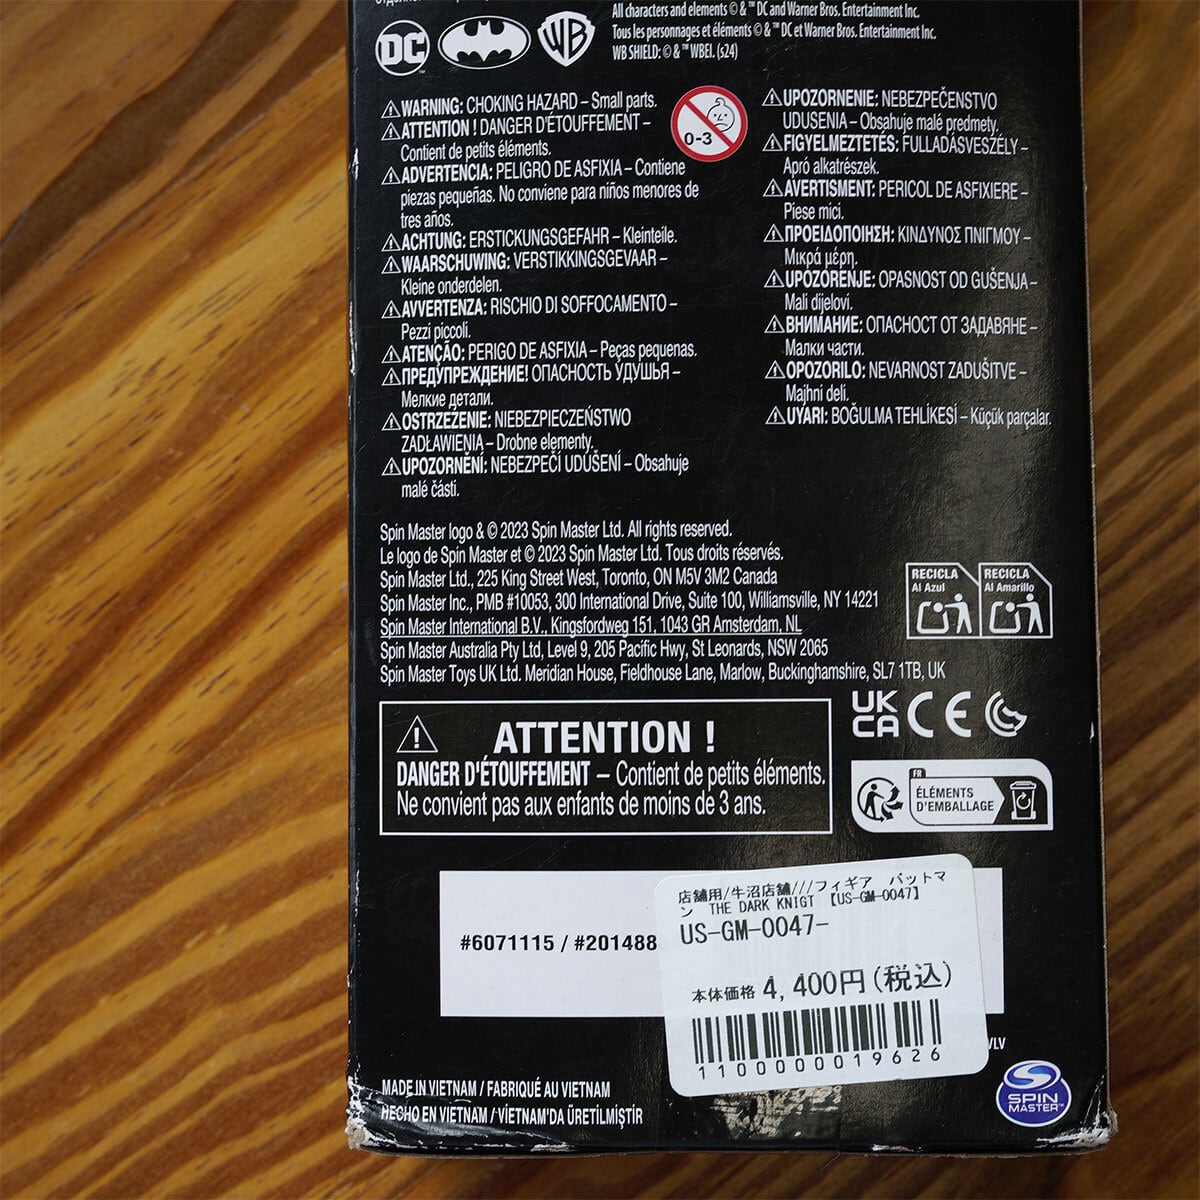 All characters and elements © & ™ DC and Warner Bros. Entertainment Inc.
Tous les personnages et éléments © & ™ DC et Warner Bros. Entertainment Inc.
WB SHIELD: © & ™ WBEI. (s24)
DC
WB
⚠WARNING: CHOKING HAZARD – Small parts.
⚠ATTENTION ! DANGER D'ÉTOUFFEMENT –
Contient de petits éléments.
⚠ADVERTENCIA: PELIGRO DE ASFIXIA – Contiene
piezas pequeñas. No conviene para niños menores de
tres años.
⚠ACHTUNG: ERSTICKUNGSGEFAHR – Kleinteile.
⚠WAARSCHUWING: VERSTIKKINGSGEVAAR –
Kleine onderdelen.
⚠AVVERTENZA: RISCHIO DI SOFFOCAMENTO –
Pezzi piccoli.
⚠ATENÇÃO: PERIGO DE ASFIXIA – Peças pequenas.
⚠ПРЕДУПРЕЖДЕНИЕ! ОПАСНОСТЬ УДУШЬЯ –
Мелкие детали.
⚠OSTRZEŻENIE: NIEBEZPIECZEŃSTWO
ZADŁAWIENIA – Drobne elementy.
⚠UPOZORNĚNÍ: NEBEZPEČÍ UDUŠENÍ – Obsahuje
malé části.
0-3
⚠UPOZORNENIE: NEBEZPEČENSTVO
UDUSENIA – Obsahuje malé predmety.
⚠FIGYELMEZTETÉS: FULLADÁSVESZÉLY –
Apró alkatrészek.
⚠AVERTISMENT: PERICOL DE ASFIXIERE –
Piese mici.
⚠ΠΡΟΕΙΔΟΠΟΙΗΣΗ: ΚΙΝΔΥΝΟΣ ΠΝΙΓΜΟΥ –
Μικρά μέρη.
⚠UPOZORENJE: OPASNOST OD GUŠENJA –
Mali dijelovi.
⚠ВНИМАНИЕ: ОПАСНОСТ ОТ ЗАДАВЯНЕ –
Малки части.
⚠OPOZORILO: NEVARNOST ZADUŠITVE –
Majhni deli.
⚠UYARI: BOĞULMA TEHLİKESİ – Küçük parçalar.
Spin Master logo & © 2023 Spin Master Ltd. All rights reserved.
Le logo de Spin Master et © 2023 Spin Master Ltd. Tous droits réservés.
Spin Master Ltd., 225 King Street West, Toronto, ON M5V 3M2 Canada
Spin Master Inc., PMB #10053, 300 International Drive, Suite 100, Williamsville, NY 14221
Spin Master International B.V., Kingsfordweg 151, 1043 GR Amsterdam, NL
Spin Master Australia Pty Ltd, Level 9, 205 Pacific Hwy, St Leonards, NSW 2065
Spin Master Toys UK Ltd. Meridian House, Fieldhouse Lane, Marlow, Buckinghamshire, SL7 1TB, UK
RECICLA
Al Azul
RECICLA
Al Amarillo
⚠ ATTENTION !
DANGER D'ÉTOUFFEMENT – Contient de petits éléments.
Ne convient pas aux enfants de moins de 3 ans.
UK
CA
CE
FR
ÉLÉMENTS
D'EMBALLAGE
#6071115 / #201488
店舗用/牛沼店舗///フィギア バットマ
ン THE DARK KNIGT 【US-GM-0047】
US-GM-0047-
本体価格 4,400円(税込)
1100000019626
VLV
MADE IN VIETNAM / FABRIQUÉ AU VIETNAM
HECHO EN VIETNAM / VİETNAM'DA ÜRETİLMİŞTİR
SPIN
MASTER™